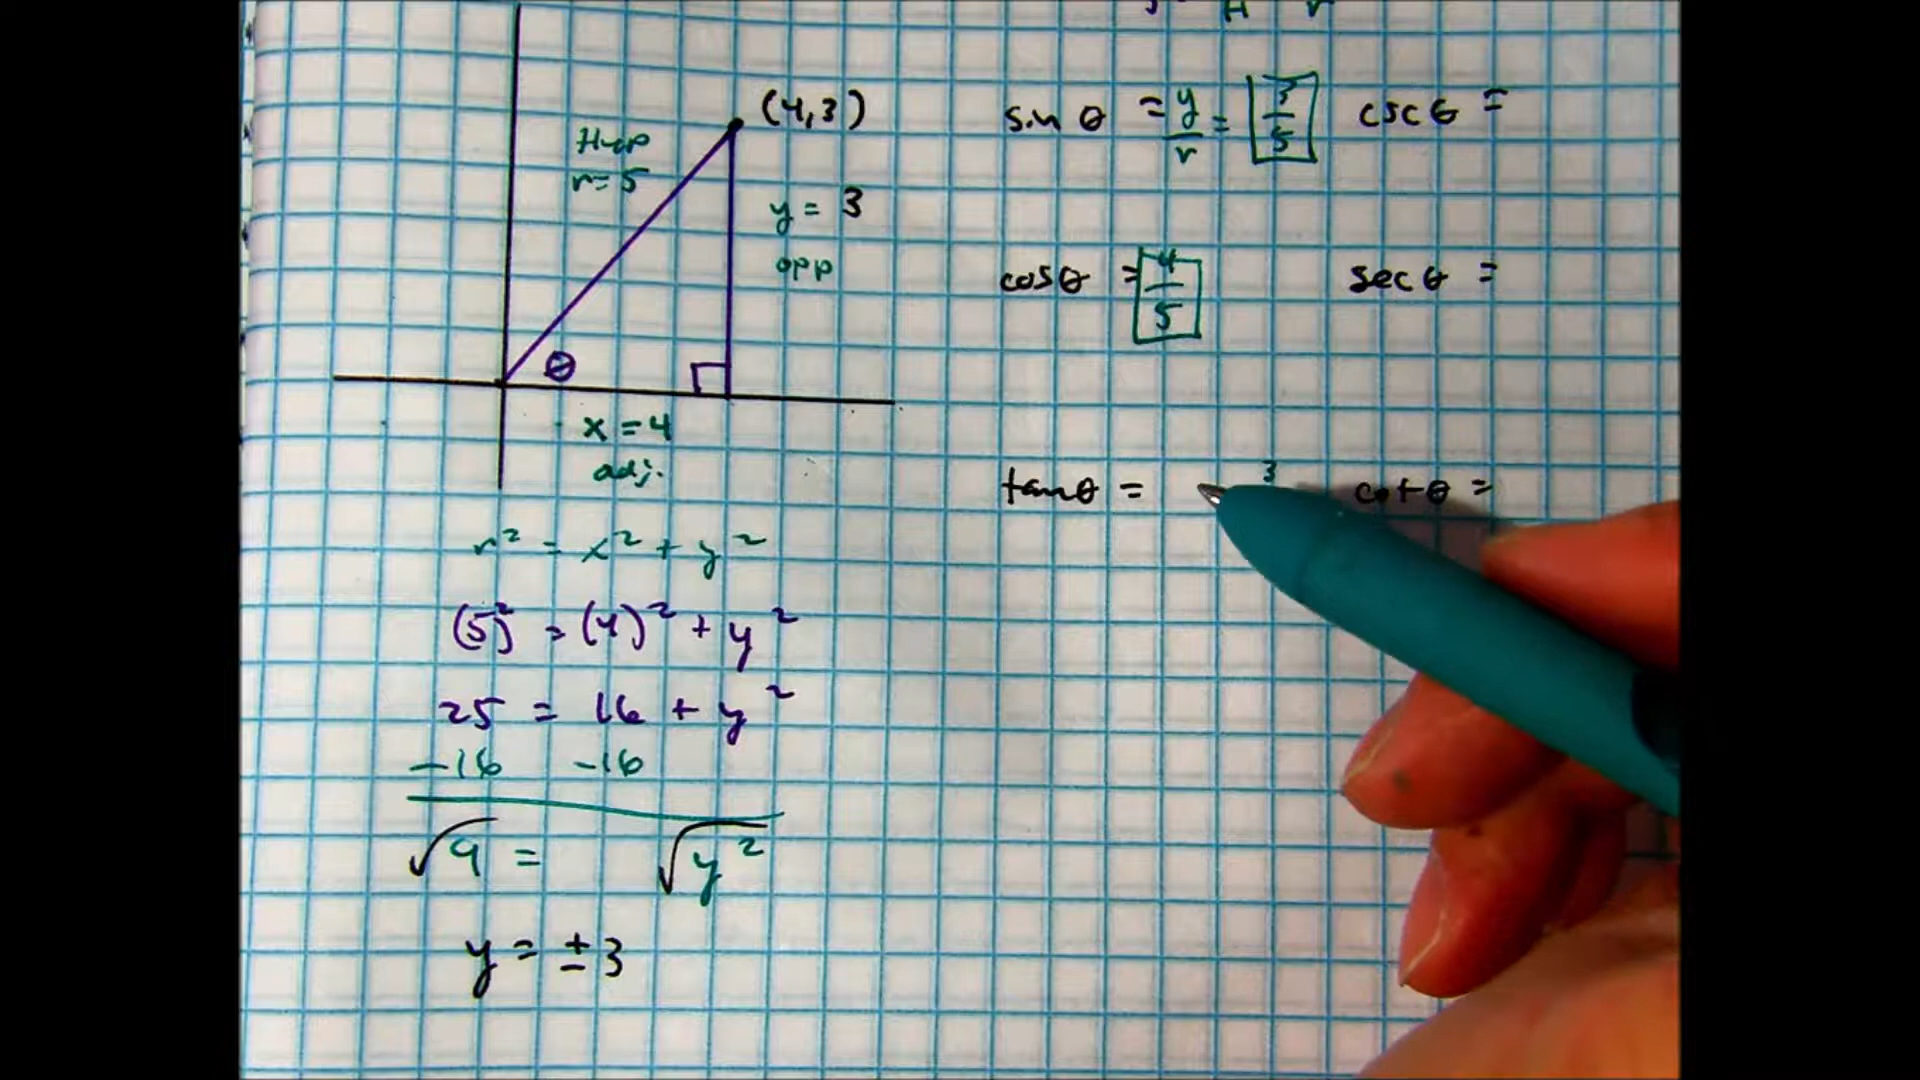 H r
(4,3)
Hyp
r=5
y = 3
opp
θ
x = 4
adj.
r² = x² + y²
(5)² = (4)² + y²
25 = 16 + y²
-16 -16
√9 = √y²
y = ± 3
sin θ = y/r = 3/5 csc θ =
cos θ = 4/5 sec θ =
tan θ = 3 cot θ =